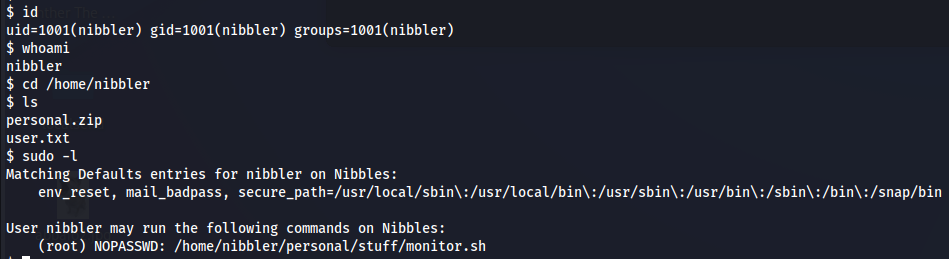 $ id
uid=1001(nibbler) gid=1001(nibbler) groups=1001(nibbler)
$ whoami
nibbler
$ cd /home/nibbler
$ ls
personal.zip
user.txt
$ sudo -l
Matching Defaults entries for nibbler on Nibbles:
    env_reset, mail_badpass, secure_path=/usr/local/sbin\:/usr/local/bin\:/usr/sbin\:/usr/bin\:/sbin\:/bin\:/snap/bin

User nibbler may run the following commands on Nibbles:
    (root) NOPASSWD: /home/nibbler/personal/stuff/monitor.sh